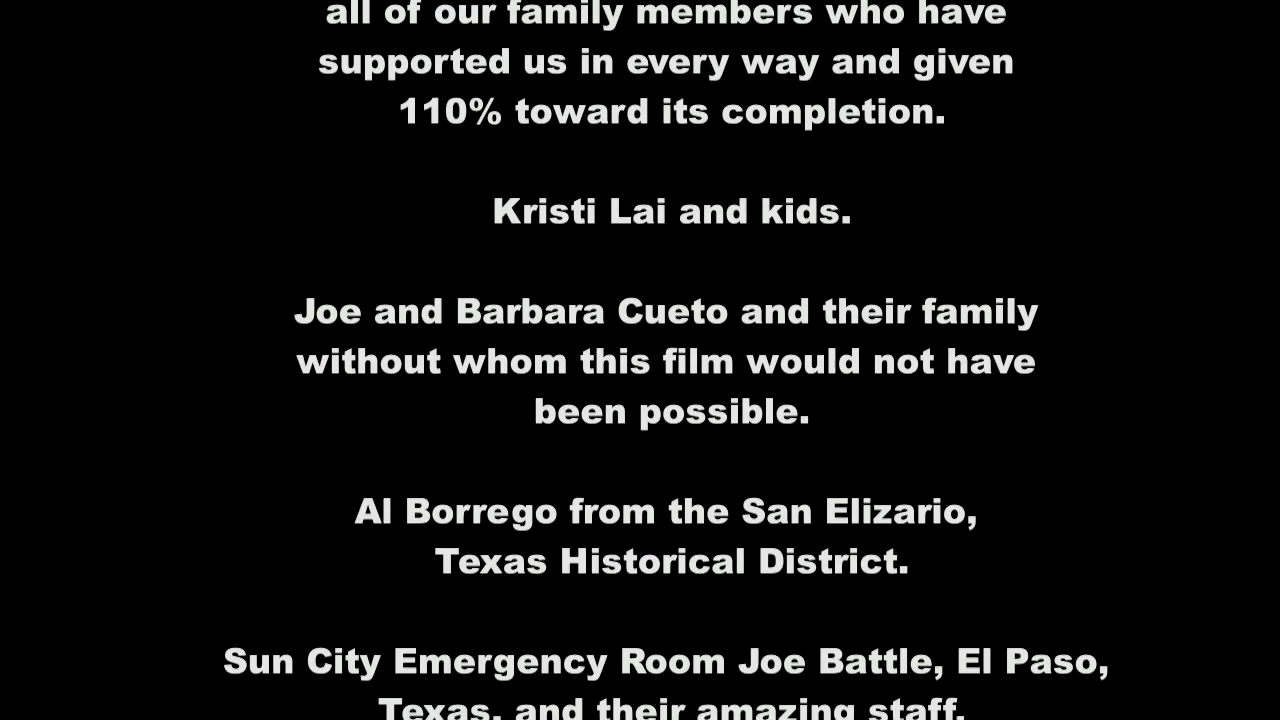 all of our family members who have
supported us in every way and given
110% toward its completion.
Kristi Lai and kids.
Joe and Barbara Cueto and their family
without whom this film would not have
been possible.
Al Borrego from the San Elizario,
Texas Historical District.
Sun City Emergency Room Joe Battle, El Paso,
Texas, and their amazing staff.